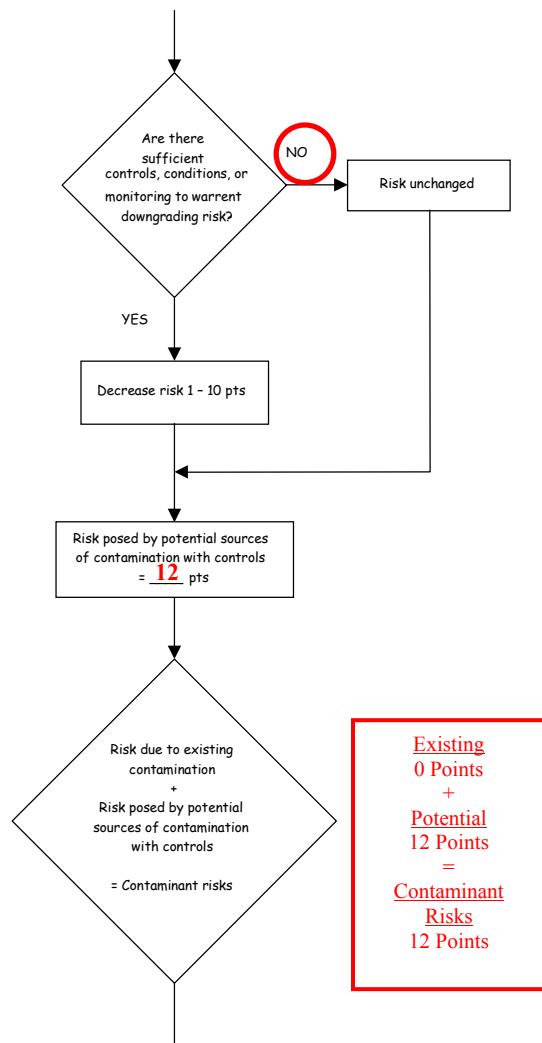 Are there
sufficient
controls, conditions, or
monitoring to warrent
downgrading risk?
NO
Risk unchanged
YES
Decrease risk 1 – 10 pts
Risk posed by potential sources
of contamination with controls
= 12 pts
Risk due to existing
contamination
+
Risk posed by potential
sources of contamination
with controls
= Contaminant risks
Existing
0 Points
+
Potential
12 Points
=
Contaminant
Risks
12 Points